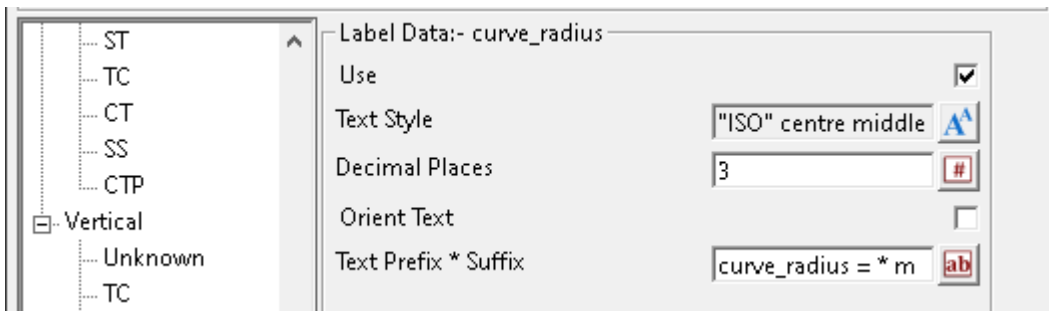 ST
TC
CT
SS
CTP
Vertical
Unknown
TC
Label Data:- curve_radius
Use
Text Style
"ISO" centre middle
Decimal Places
3
#
Orient Text
Text Prefix * Suffix
curve_radius = * m
ab